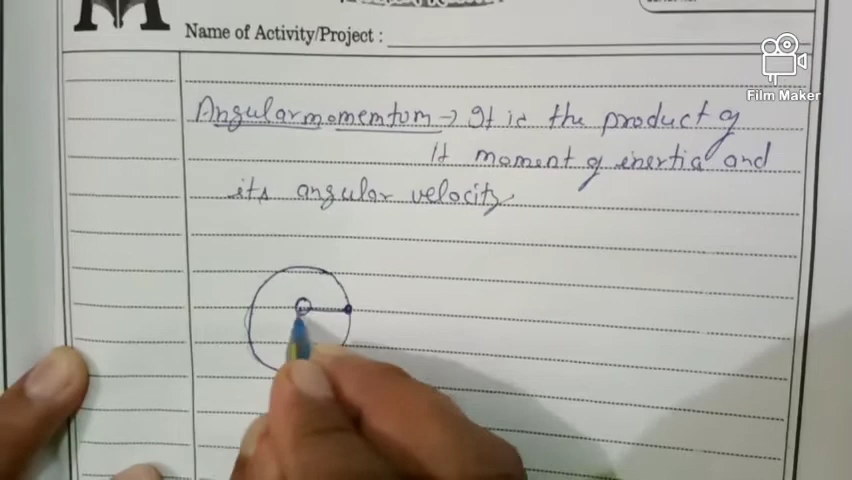 Name of Activity/Project :
Film Maker
Angular momentum → It is the product of
It moment of inertia and
its angular velocity